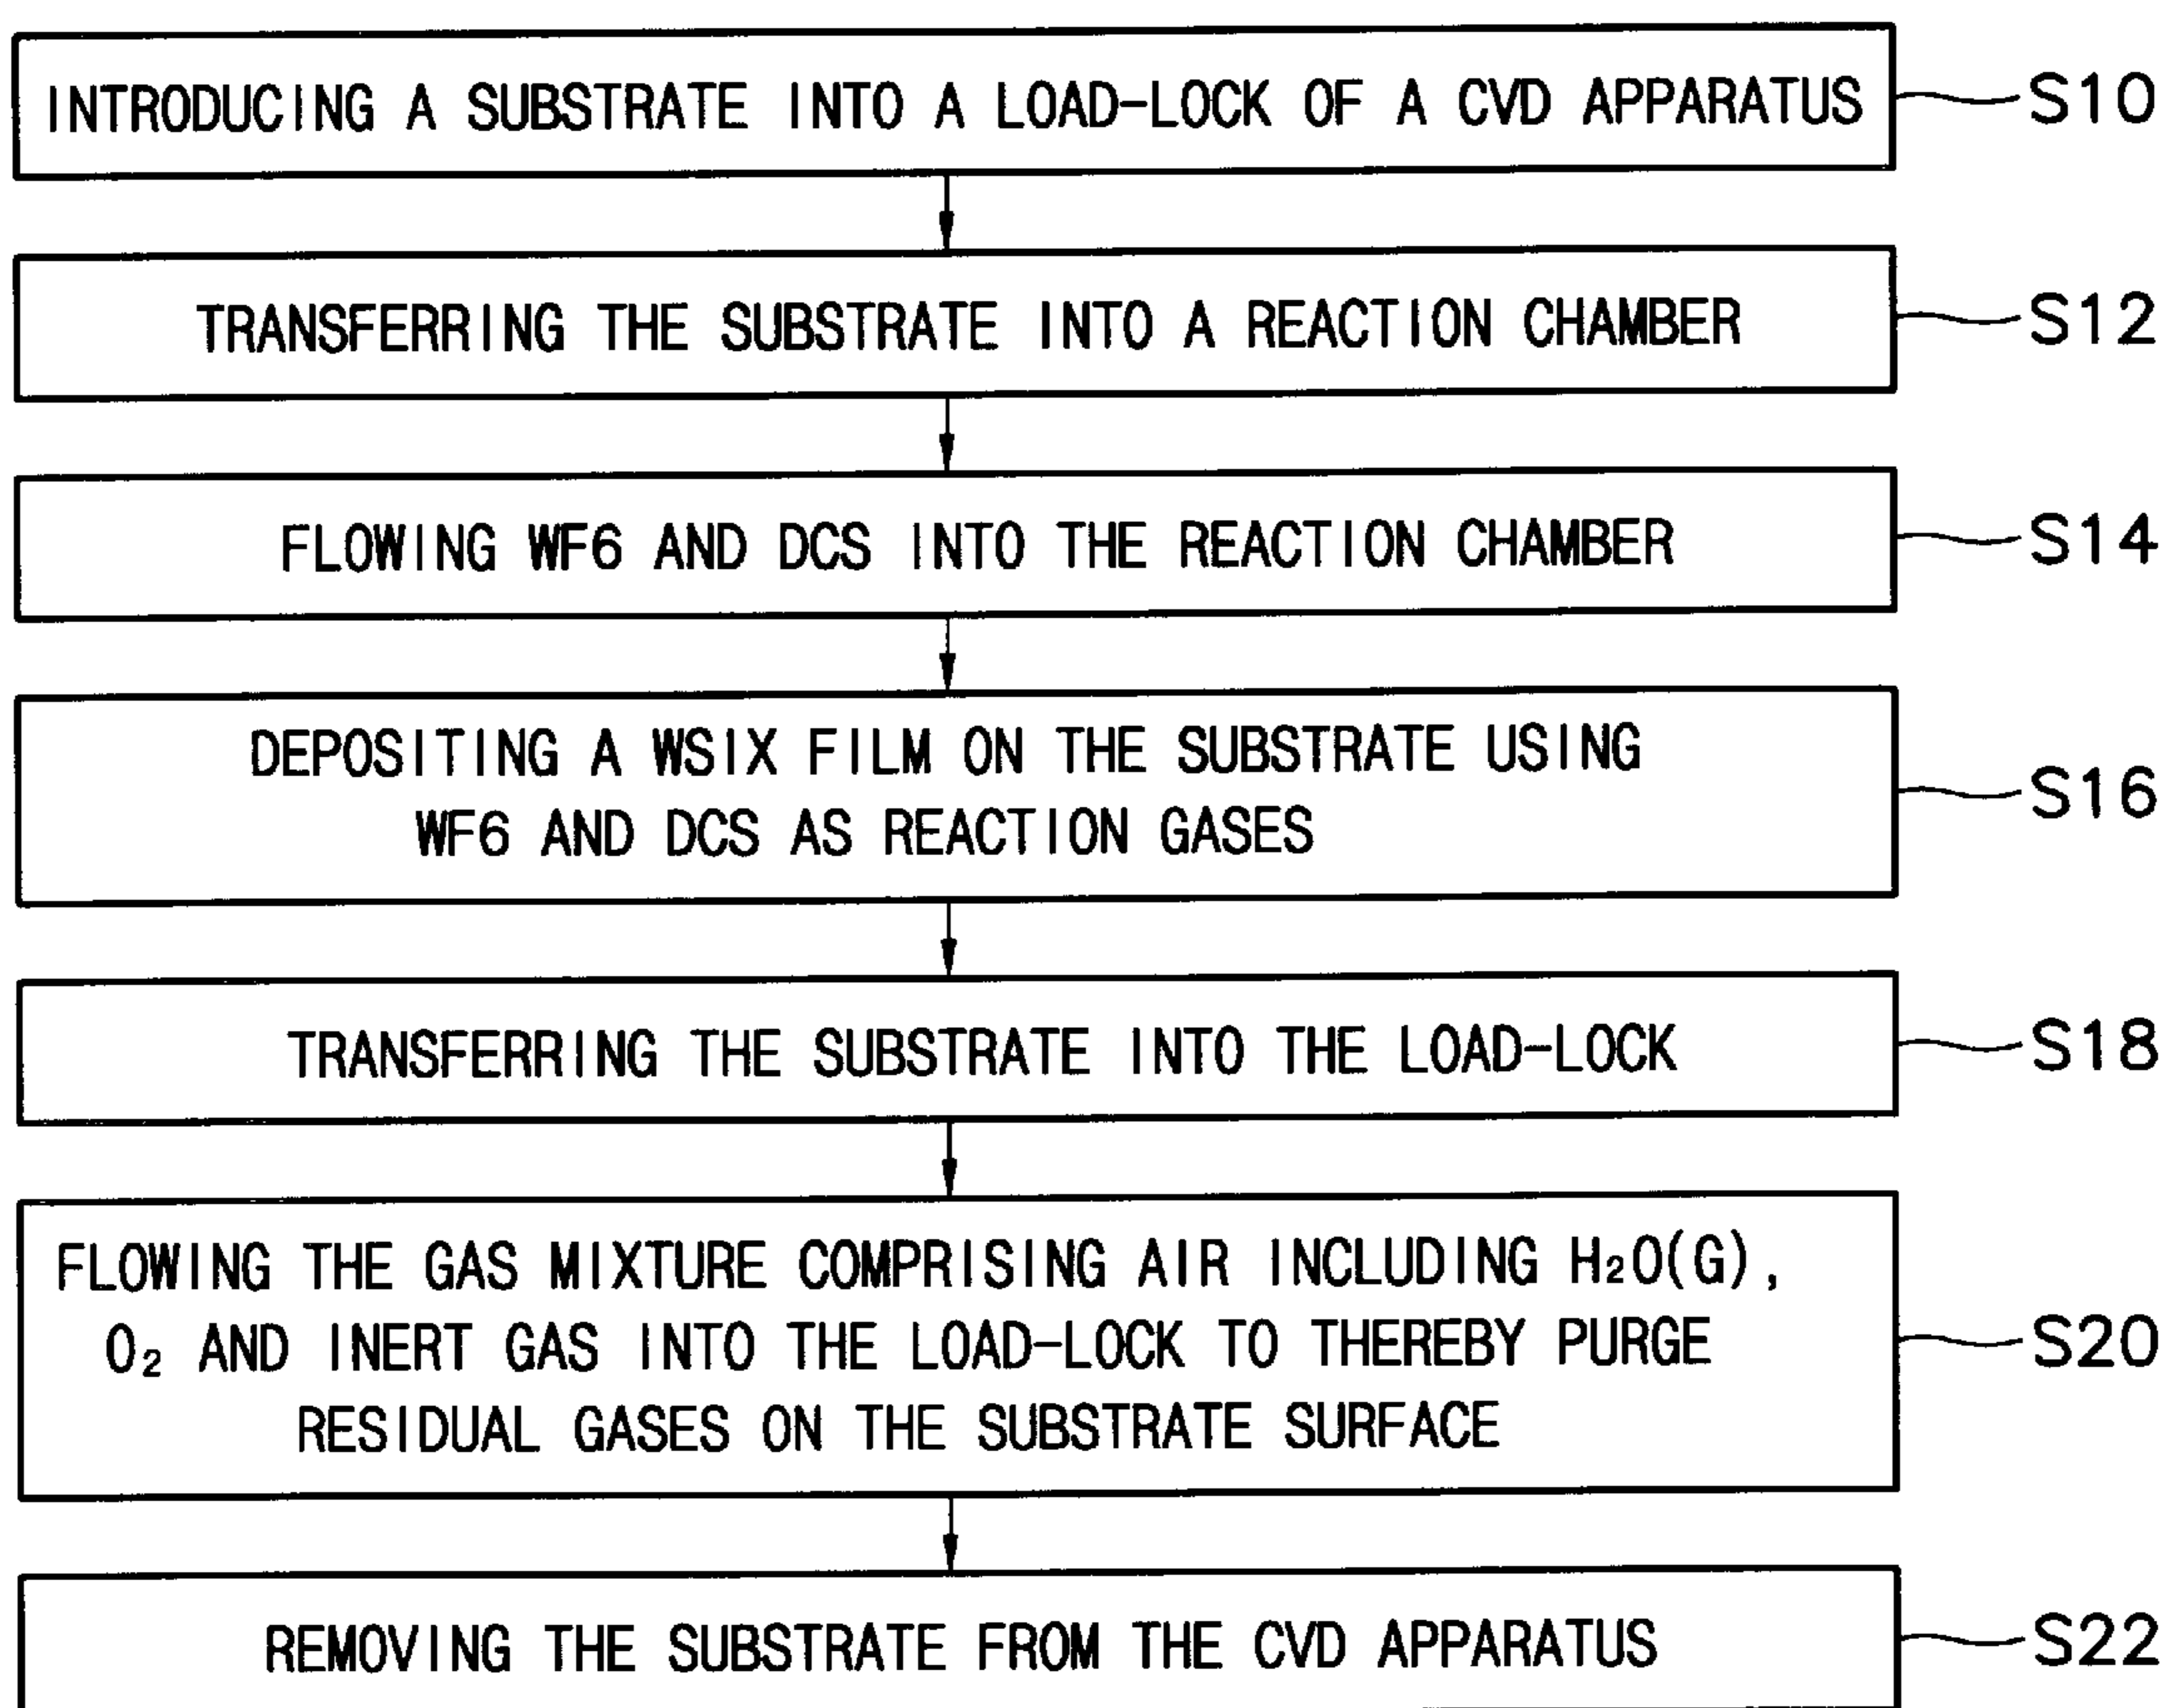 INTRODUCING A SUBSTRATE INTO A LOAD-LOCK OF A CVD APPARATUS
S10
TRANSFERRING THE SUBSTRATE INTO A REACTION CHAMBER
S12
FLOWING WF6 AND DCS INTO THE REACTION CHAMBER
S14
DEPOSITING A WSIX FILM ON THE SUBSTRATE USING
WF6 AND DCS AS REACTION GASES
S16
TRANSFERRING THE SUBSTRATE INTO THE LOAD-LOCK
S18
FLOWING THE GAS MIXTURE COMPRISING AIR INCLUDING H₂O(G),
O₂ AND INERT GAS INTO THE LOAD-LOCK TO THEREBY PURGE
RESIDUAL GASES ON THE SUBSTRATE SURFACE
S20
REMOVING THE SUBSTRATE FROM THE CVD APPARATUS
S22